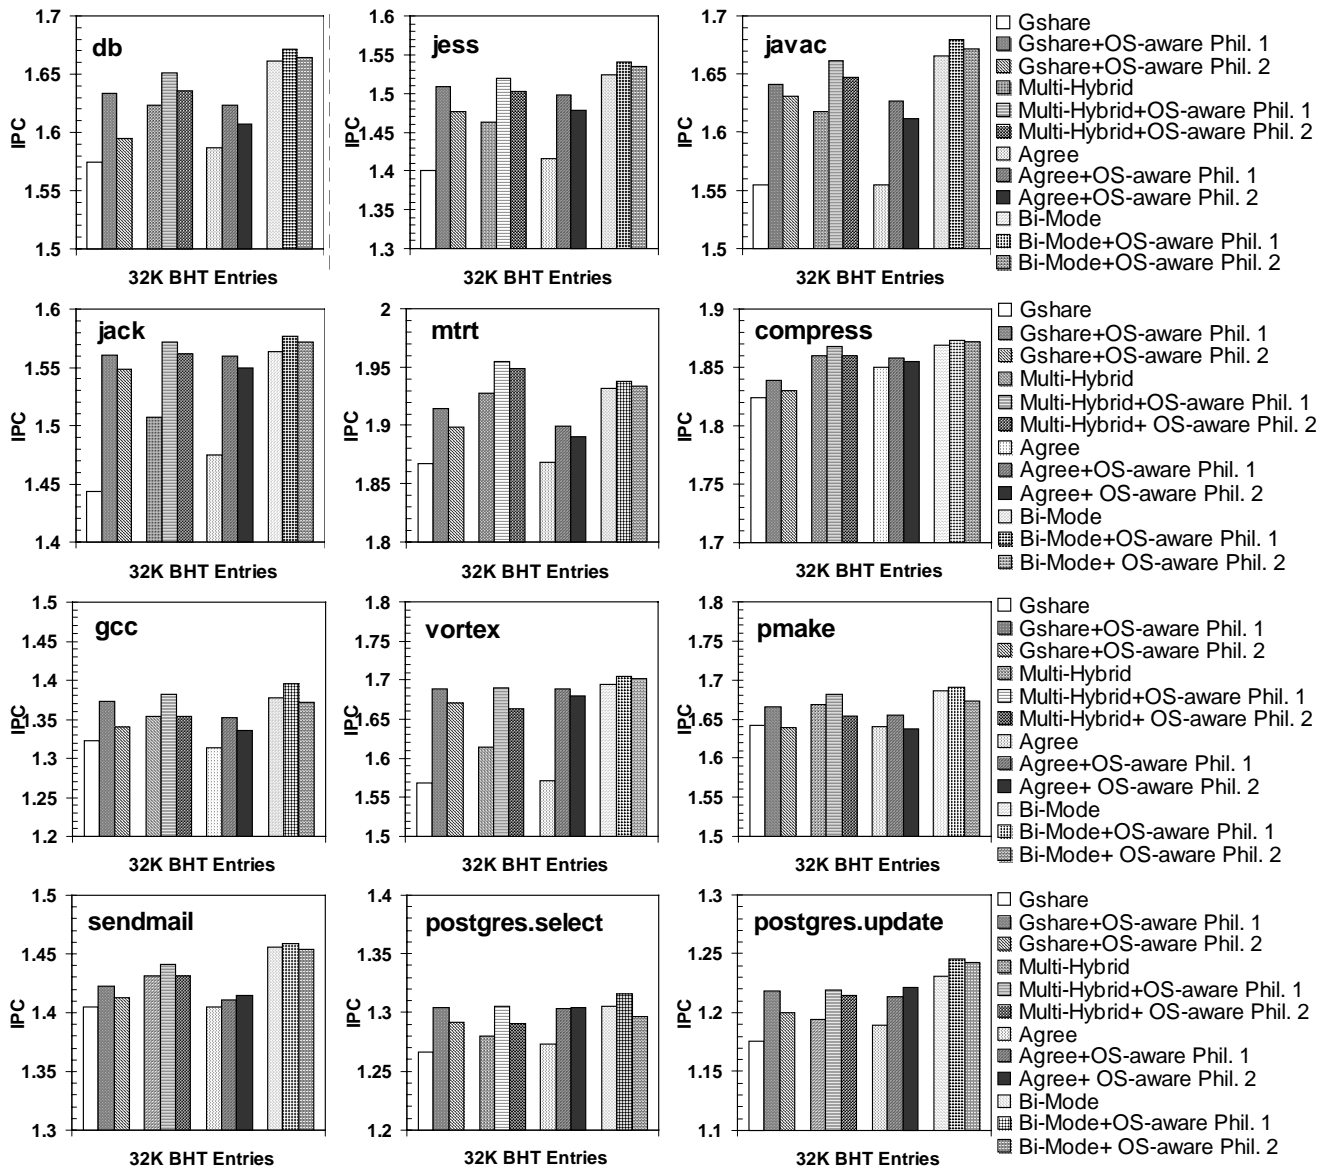 db
IPC
1.7
1.65
1.6
1.55
1.5
32K BHT Entries
jess
IPC
1.6
1.55
1.5
1.45
1.4
1.35
1.3
32K BHT Entries
javac
IPC
1.7
1.65
1.6
1.55
1.5
32K BHT Entries
Gshare
Gshare+OS-aware Phil. 1
Gshare+OS-aware Phil. 2
Multi-Hybrid
Multi-Hybrid+OS-aware Phil. 1
Multi-Hybrid+OS-aware Phil. 2
Agree
Agree+OS-aware Phil. 1
Agree+OS-aware Phil. 2
Bi-Mode
Bi-Mode+OS-aware Phil. 1
Bi-Mode+OS-aware Phil. 2
jack
IPC
1.6
1.55
1.5
1.45
1.4
32K BHT Entries
mtrt
IPC
2
1.95
1.9
1.85
1.8
32K BHT Entries
compress
IPC
1.9
1.85
1.8
1.75
1.7
32K BHT Entries
Gshare
Gshare+OS-aware Phil. 1
Gshare+OS-aware Phil. 2
Multi-Hybrid
Multi-Hybrid+OS-aware Phil. 1
Multi-Hybrid+ OS-aware Phil. 2
Agree
Agree+OS-aware Phil. 1
Agree+ OS-aware Phil. 2
Bi-Mode
Bi-Mode+OS-aware Phil. 1
Bi-Mode+ OS-aware Phil. 2
gcc
IPC
1.5
1.45
1.4
1.35
1.3
1.25
1.2
32K BHT Entries
vortex
IPC
1.8
1.75
1.7
1.65
1.6
1.55
1.5
32K BHT Entries
pmake
IPC
1.8
1.75
1.7
1.65
1.6
1.55
1.5
32K BHT Entries
Gshare
Gshare+OS-aware Phil. 1
Gshare+OS-aware Phil. 2
Multi-Hybrid
Multi-Hybrid+OS-aware Phil. 1
Multi-Hybrid+ OS-aware Phil. 2
Agree
Agree+OS-aware Phil. 1
Agree+ OS-aware Phil. 2
Bi-Mode
Bi-Mode+OS-aware Phil. 1
Bi-Mode+ OS-aware Phil. 2
sendmail
IPC
1.5
1.45
1.4
1.35
1.3
32K BHT Entries
postgres.select
IPC
1.4
1.35
1.3
1.25
1.2
32K BHT Entries
postgres.update
IPC
1.3
1.25
1.2
1.15
1.1
32K BHT Entries
Gshare
Gshare+OS-aware Phil. 1
Gshare+OS-aware Phil. 2
Multi-Hybrid
Multi-Hybrid+OS-aware Phil. 1
Multi-Hybrid+ OS-aware Phil. 2
Agree
Agree+OS-aware Phil. 1
Agree+ OS-aware Phil. 2
Bi-Mode
Bi-Mode+OS-aware Phil. 1
Bi-Mode+ OS-aware Phil. 2